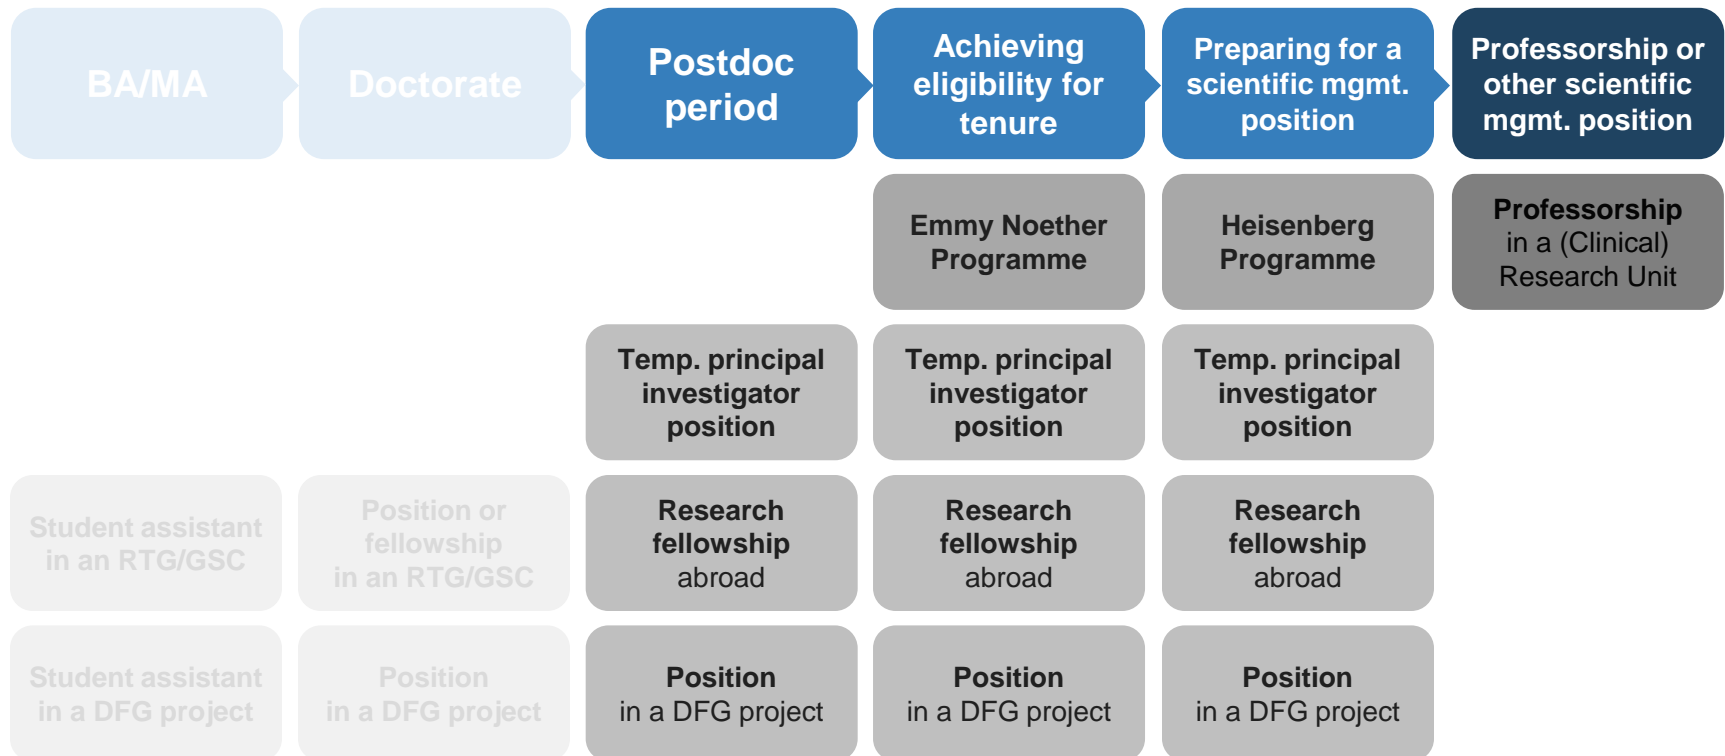 BA/MA
Doctorate
Postdoc
period
Achieving
eligibility for
tenure
Preparing for a
scientific mgmt.
position
Professorship or
other scientific
mgmt. position
Emmy Noether
Programme
Heisenberg
Programme
Professorship
in a (Clinical)
Research Unit
Temp. principal
investigator
position
Temp. principal
investigator
position
Temp. principal
investigator
position
Student assistant
in an RTG/GSC
Position or
fellowship
in an RTG/GSC
Research
fellowship
abroad
Research
fellowship
abroad
Research
fellowship
abroad
Student assistant
in a DFG project
Position
in a DFG project
Position
in a DFG project
Position
in a DFG project
Position
in a DFG project